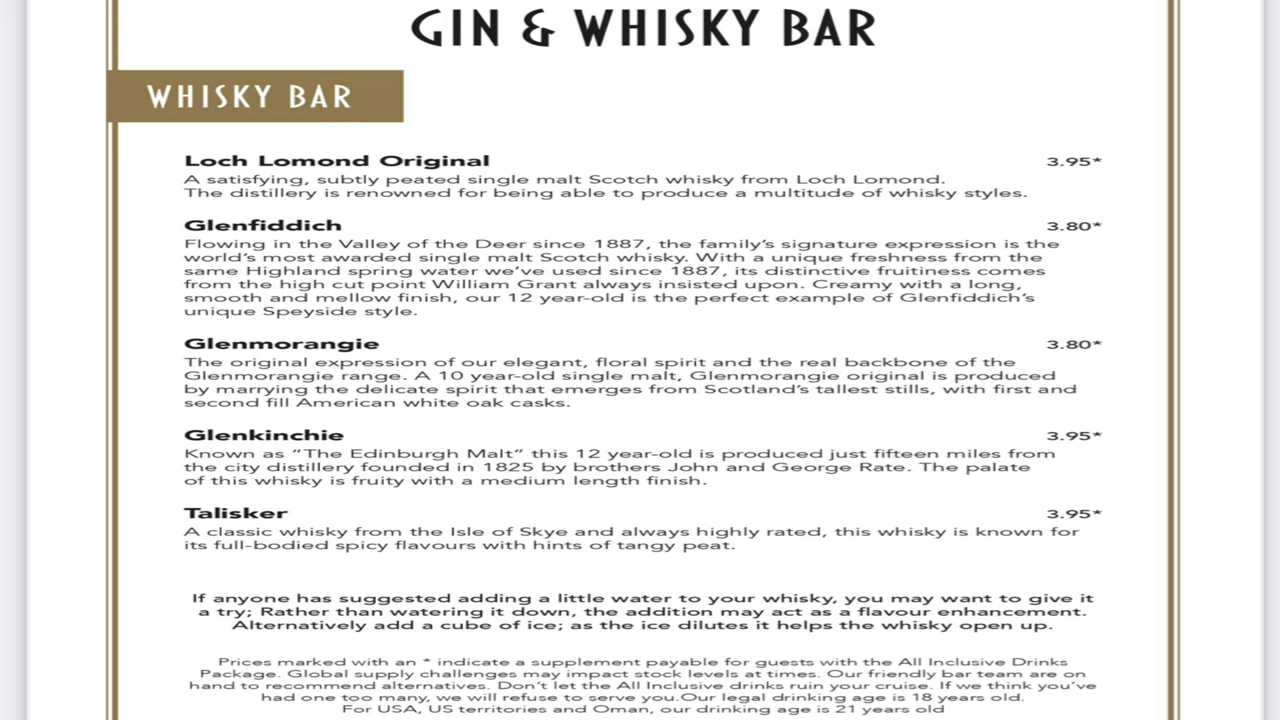 GIN & WHISKY BAR
WHISKY BAR
Loch Lomond Original 3.95*
A satisfying, subtly peated single malt Scotch whisky from Loch Lomond.
The distillery is renowned for being able to produce a multitude of whisky styles.
Glenfiddich 3.80*
Flowing in the Valley of the Deer since 1887, the family's signature expression is the
world's most awarded single malt Scotch whisky. With a unique freshness from the
same Highland spring water we've used since 1887, its distinctive fruitiness comes
from the high cut point William Grant always insisted upon. Creamy with a long,
smooth and mellow finish, our 12 year-old is the perfect example of Glenfiddich's
unique Speyside style.
Glenmorangie 3.80*
The original expression of our elegant, floral spirit and the real backbone of the
Glenmorangie range. A 10 year-old single malt, Glenmorangie original is produced
by marrying the delicate spirit that emerges from Scotland's tallest stills, with first and
second fill American white oak casks.
Glenkinchie 3.95*
Known as "The Edinburgh Malt" this 12 year-old is produced just fifteen miles from
the city distillery founded in 1825 by brothers John and George Rate. The palate
of this whisky is fruity with a medium length finish.
Talisker 3.95*
A classic whisky from the Isle of Skye and always highly rated, this whisky is known for
its full-bodied spicy flavours with hints of tangy peat.
If anyone has suggested adding a little water to your whisky, you may want to give it
a try; Rather than watering it down, the addition may act as a flavour enhancement.
Alternatively add a cube of ice; as the ice dilutes it helps the whisky open up.
Prices marked with an * indicate a supplement payable for guests with the All Inclusive Drinks
Package. Global supply challenges may impact stock levels at times. Our friendly bar team are on
hand to recommend alternatives. Don't let the All Inclusive drinks ruin your cruise. If we think you've
had one too many, we will refuse to serve you.Our legal drinking age is 18 years old.
For USA, US territories and Oman, our drinking age is 21 years old